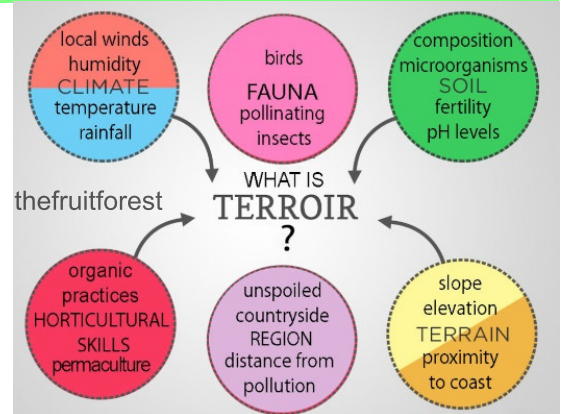 local winds
humidity
CLIMATE
temperature
rainfall
birds
FAUNA
pollinating
insects
composition
microorganisms
SOIL
fertility
pH levels
thefruitforest
WHAT IS
TERROIR
?
organic
practices
HORTICULTURAL
SKILLS
permaculture
unspoiled
countryside
REGION
distance from
pollution
slope
elevation
TERRAIN
proximity
to coast